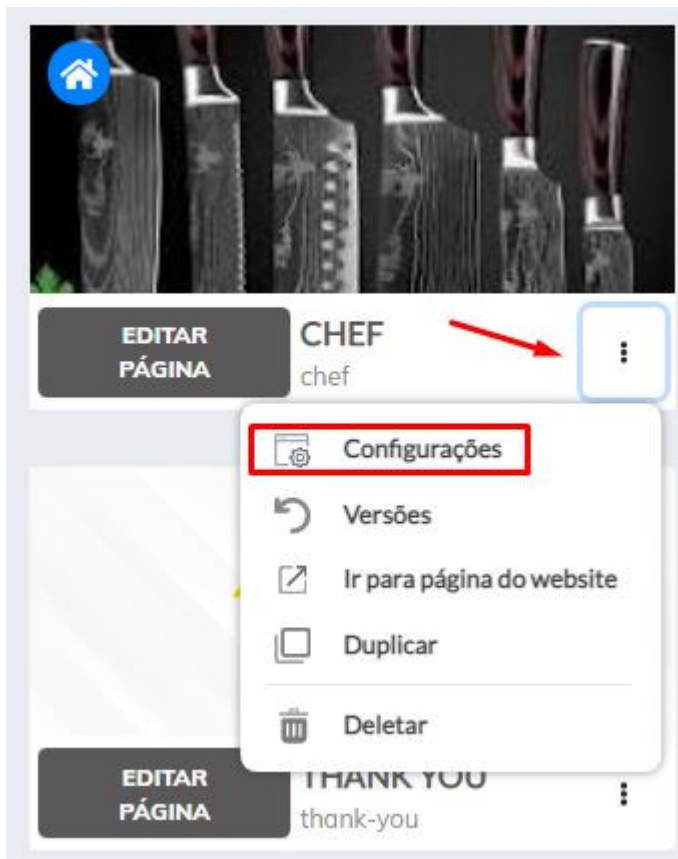 EDITAR
PÁGINA
CHEF
chef
Configurações
Versões
Ir para página do website
Duplicar
Deletar
EDITAR
PÁGINA
THANK YOU
thank-you